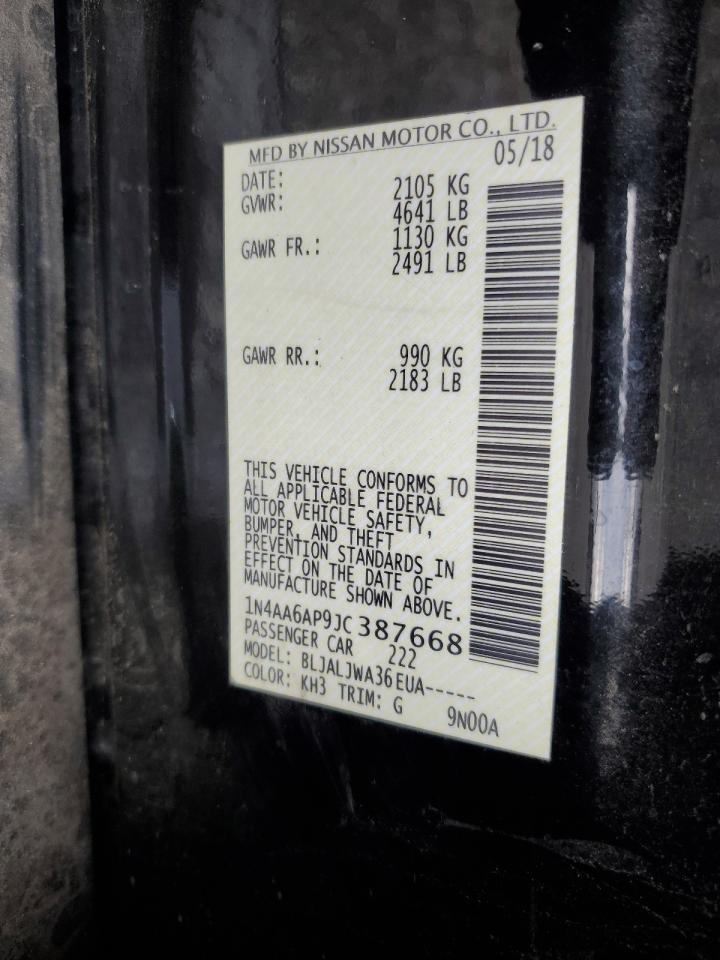 MFD BY NISSAN MOTOR CO., LTD.
DATE: 05/18
GVWR: 2105 KG
4641 LB
GAWR FR.: 1130 KG
2491 LB
GAWR RR.: 990 KG
2183 LB
THIS VEHICLE CONFORMS TO
ALL APPLICABLE FEDERAL
MOTOR VEHICLE SAFETY,
BUMPER, AND THEFT
PREVENTION STANDARDS IN
EFFECT ON THE DATE OF
MANUFACTURE SHOWN ABOVE.
1N4AA6AP9JC387668
PASSENGER CAR 222
MODEL: BLJALJWA36EUA-----
COLOR: KH3 TRIM: G 9N00A